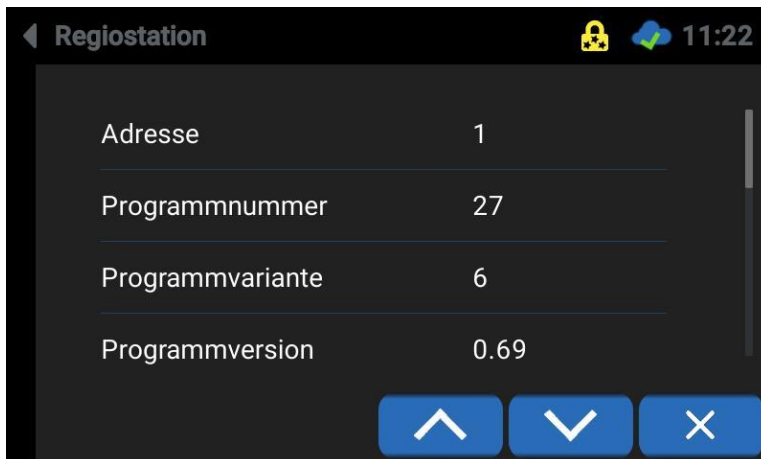 Regiostation 11:22
Adresse 1
Programmnummer 27
Programmvariante 6
Programmversion 0.69